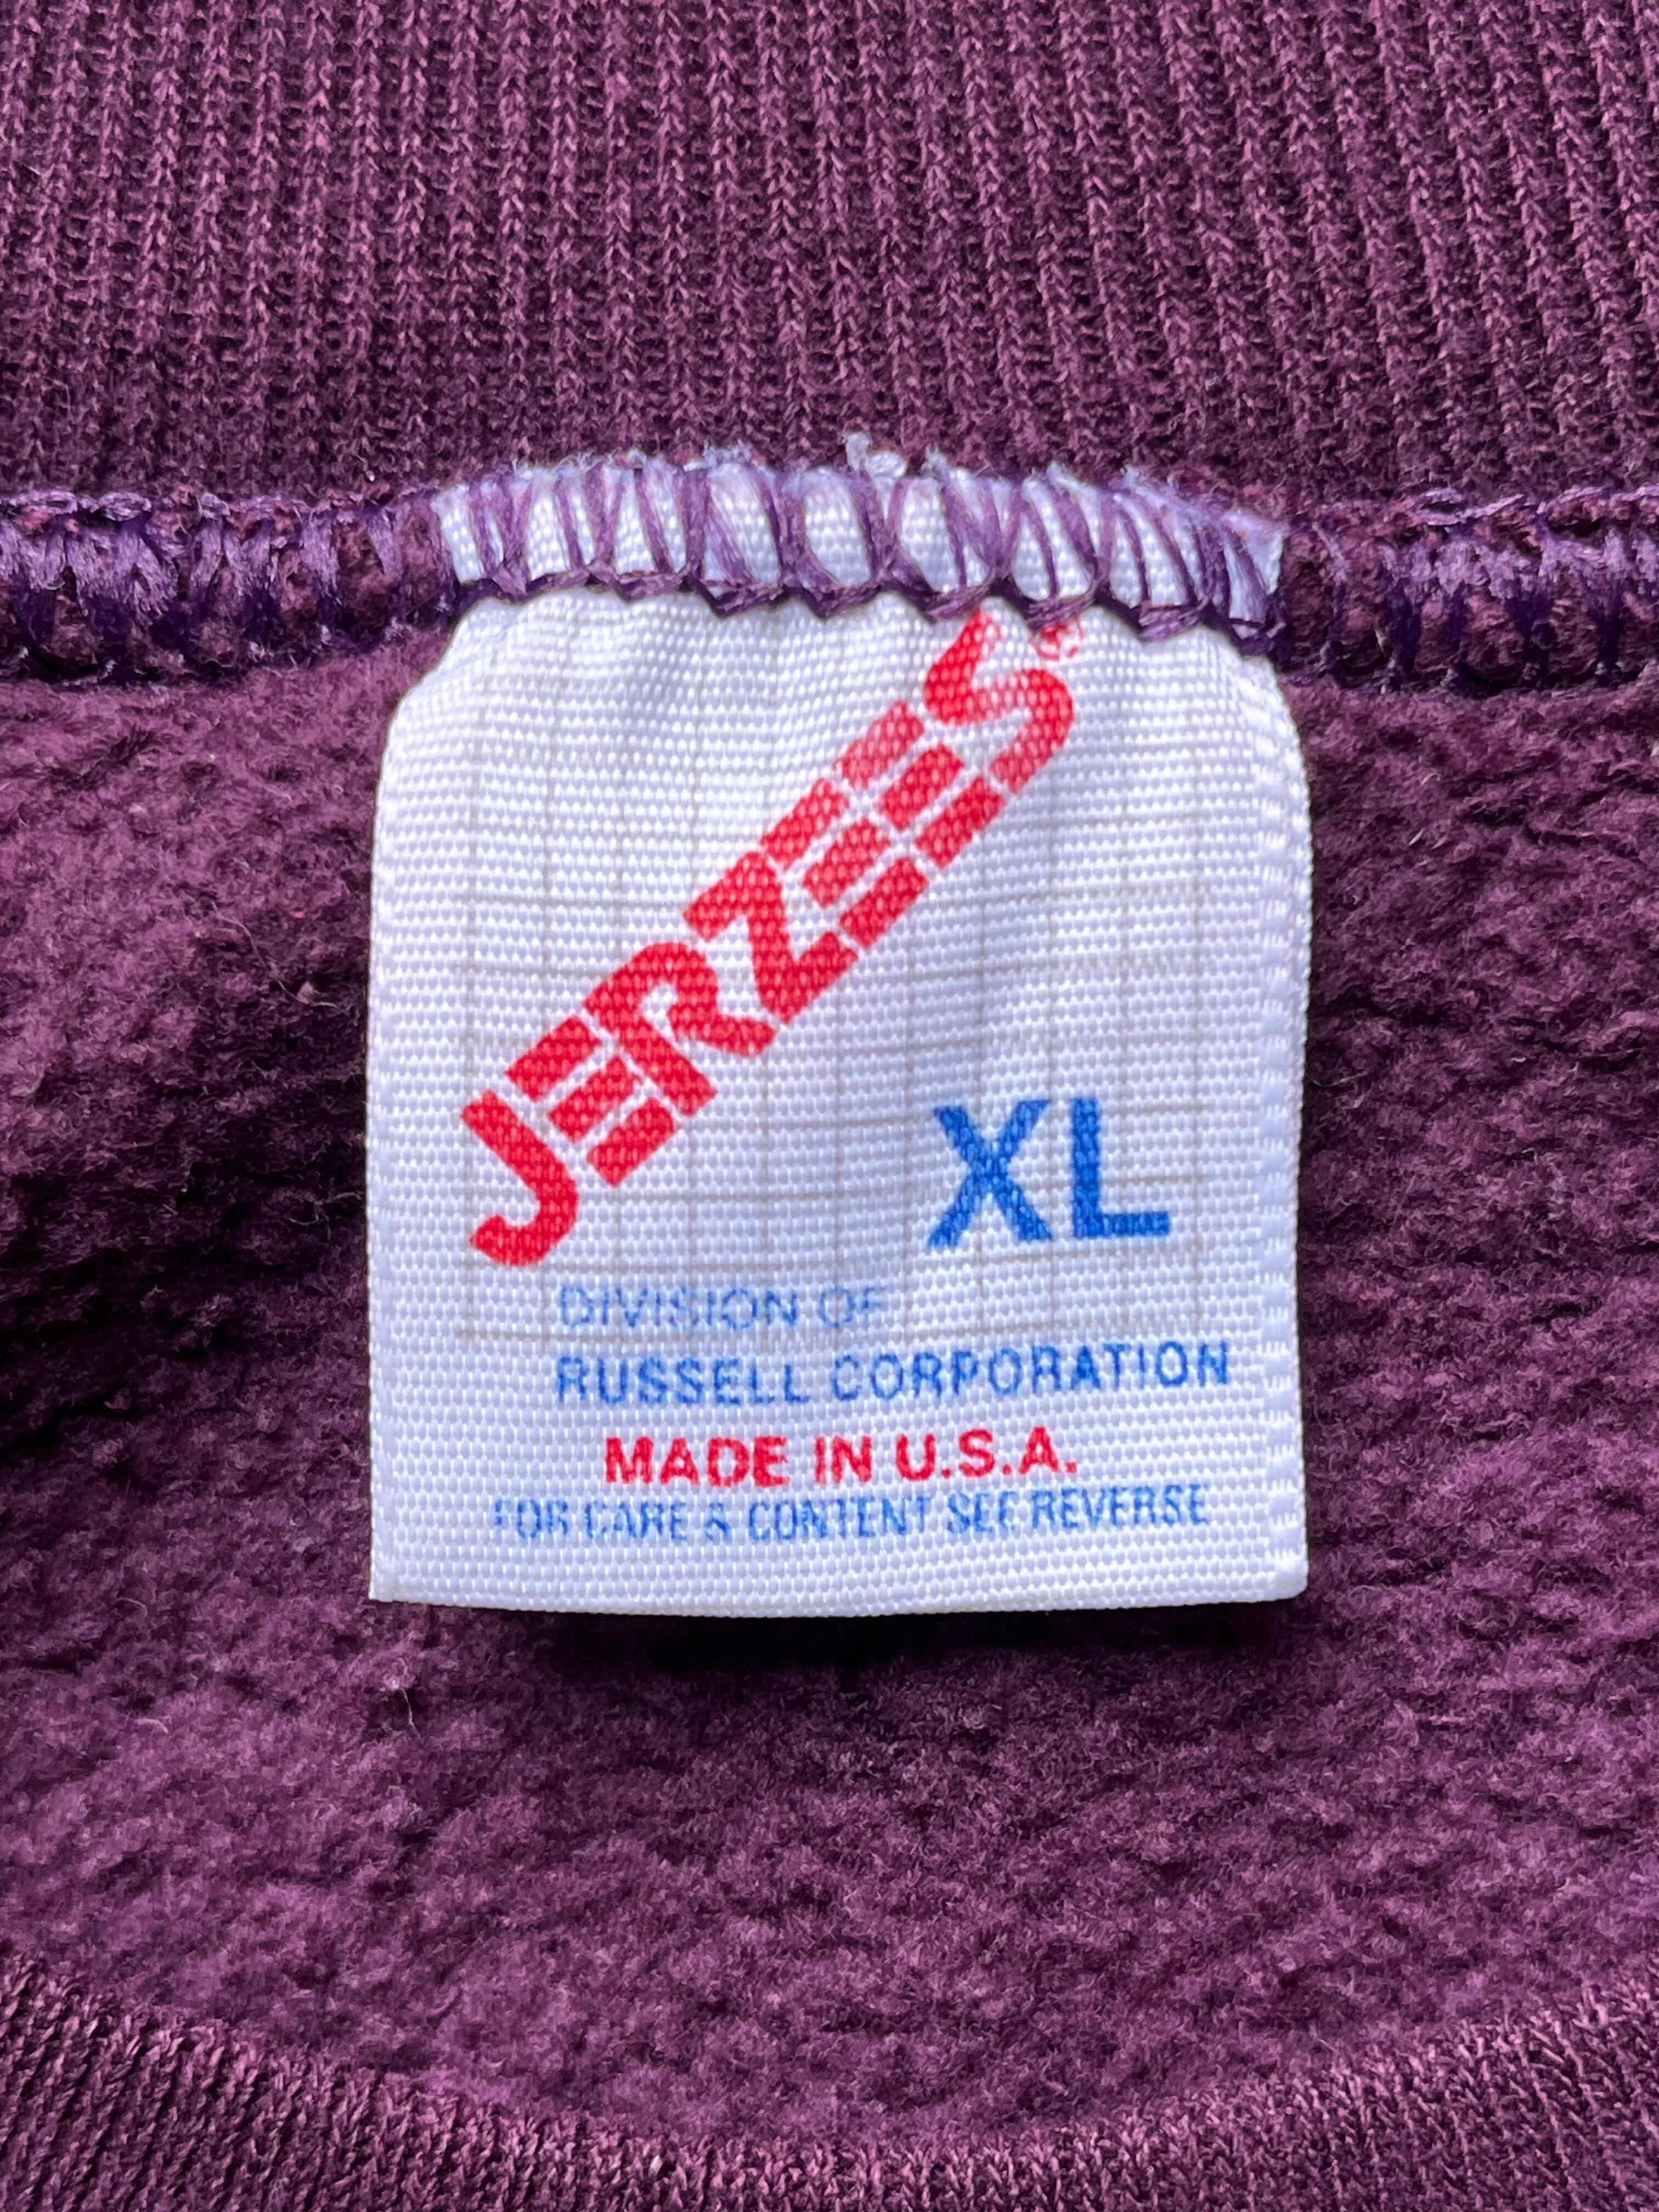 JERZEES®
XL
DIVISION OF
RUSSELL CORPORATION
MADE IN U.S.A.
FOR CARE & CONTENT SEE REVERSE